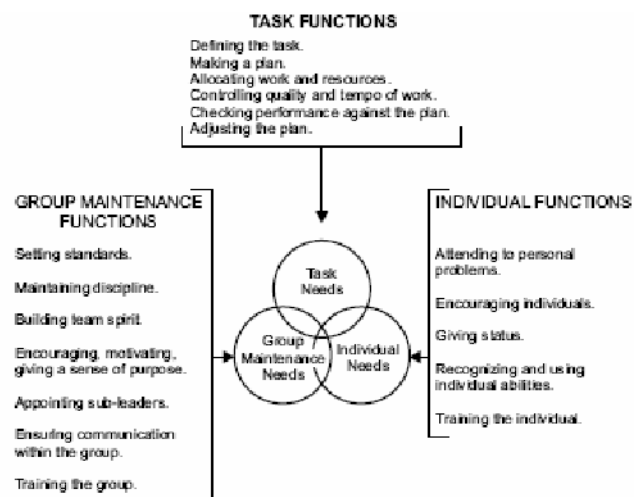 TASK FUNCTIONS
Defining the task.
Making a plan.
Allocating work and resources.
Controlling quality and tempo of work.
Checking performance against the plan.
Adjusting the plan.
GROUP MAINTENANCE
FUNCTIONS
Setting standards.
Maintaining discipline.
Building team spirit.
Encouraging, motivating,
giving a sense of purpose.
Appointing sub-leaders.
Ensuring communication
within the group.
Training the group.
Task
Needs
Group
Maintenance
Needs
Individual
Needs
INDIVIDUAL FUNCTIONS
Attending to personal
problems.
Encouraging individuals.
Giving status.
Recognizing and using
individual abilities.
Training the individual.